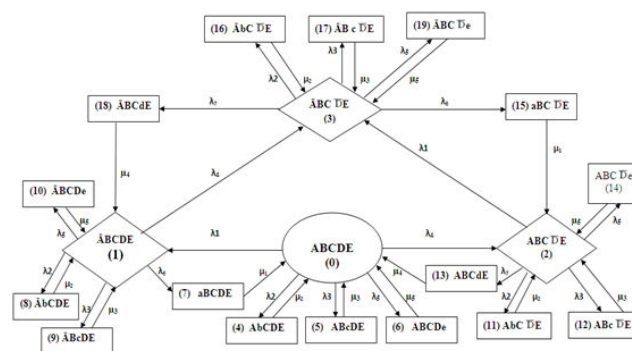 (16) ĀbC D̄E
(17) ĀB c D̄E
(19) ĀBC D̄e
λ2
μ2
λ3
μ3
λ5
μ5
(18) ĀBCdE
λ7
ĀBC D̄E
(3)
λ6
(15) aBC D̄E
μ4
λ4
λ1
μ1
ABC D̄e
(14)
(10) ĀBCDe
μ5
λ5
ĀBCDE
(1)
λ1
ABCDE
(0)
λ4
ABC D̄E
(2)
μ5
λ5
λ2
μ2
(8) ĀbCDE
λ3
μ3
(9) ĀBcDE
λ6
(7) aBCDE
μ1
λ2
μ2
(4) AbCDE
λ3
μ3
(5) ABcDE
λ5
μ5
(6) ABCDe
μ4
(13) ABCdE
λ7
λ2
μ2
(11) AbC D̄E
λ3
μ3
(12) ABc D̄E